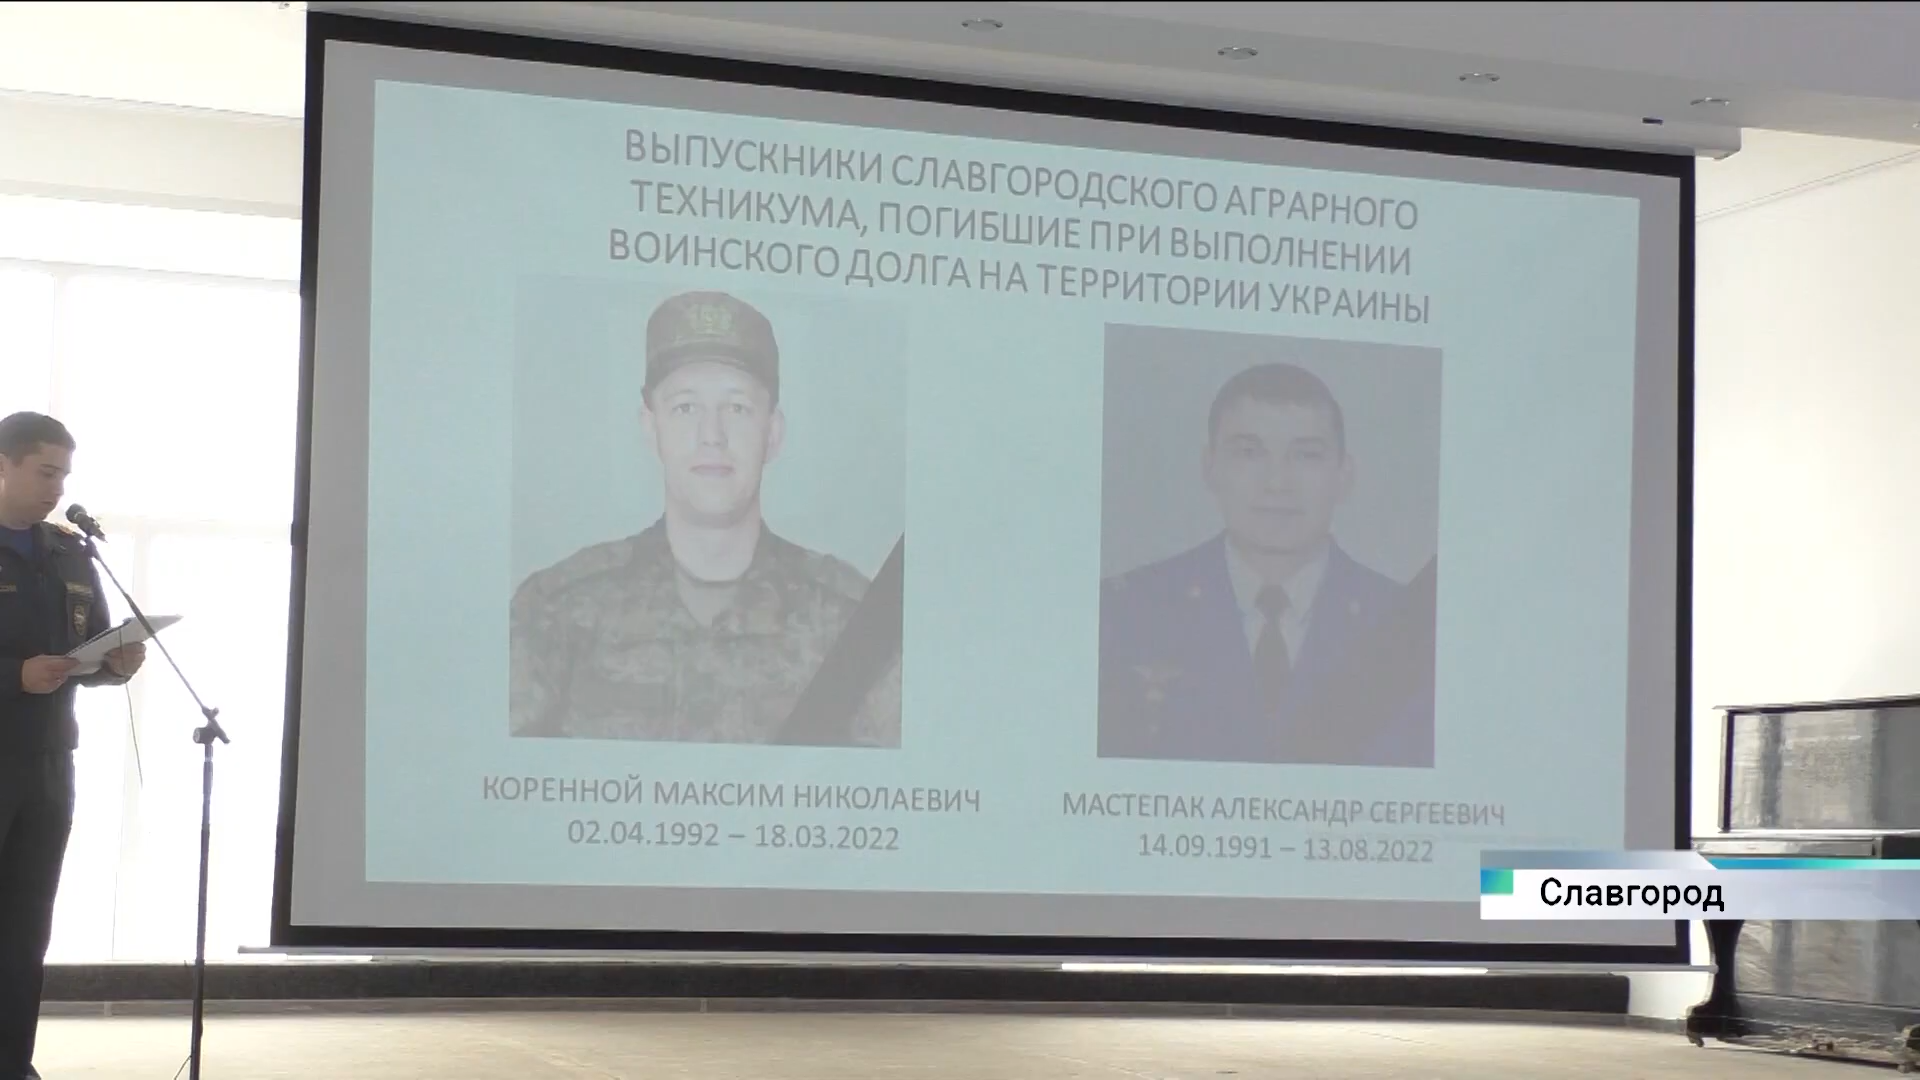 ВЫПУСКНИКИ СЛАВГОРОДСКОГО АГРАРНОГО
ТЕХНИКУМА, ПОГИБШИЕ ПРИ ВЫПОЛНЕНИИ
ВОИНСКОГО ДОЛГА НА ТЕРРИТОРИИ УКРАИНЫ
КОРЕННОЙ МАКСИМ НИКОЛАЕВИЧ
02.04.1992 – 18.03.2022
МАСТЕПАК АЛЕКСАНДР СЕРГЕЕВИЧ
14.09.1991 – 13.08.2022
Славгород